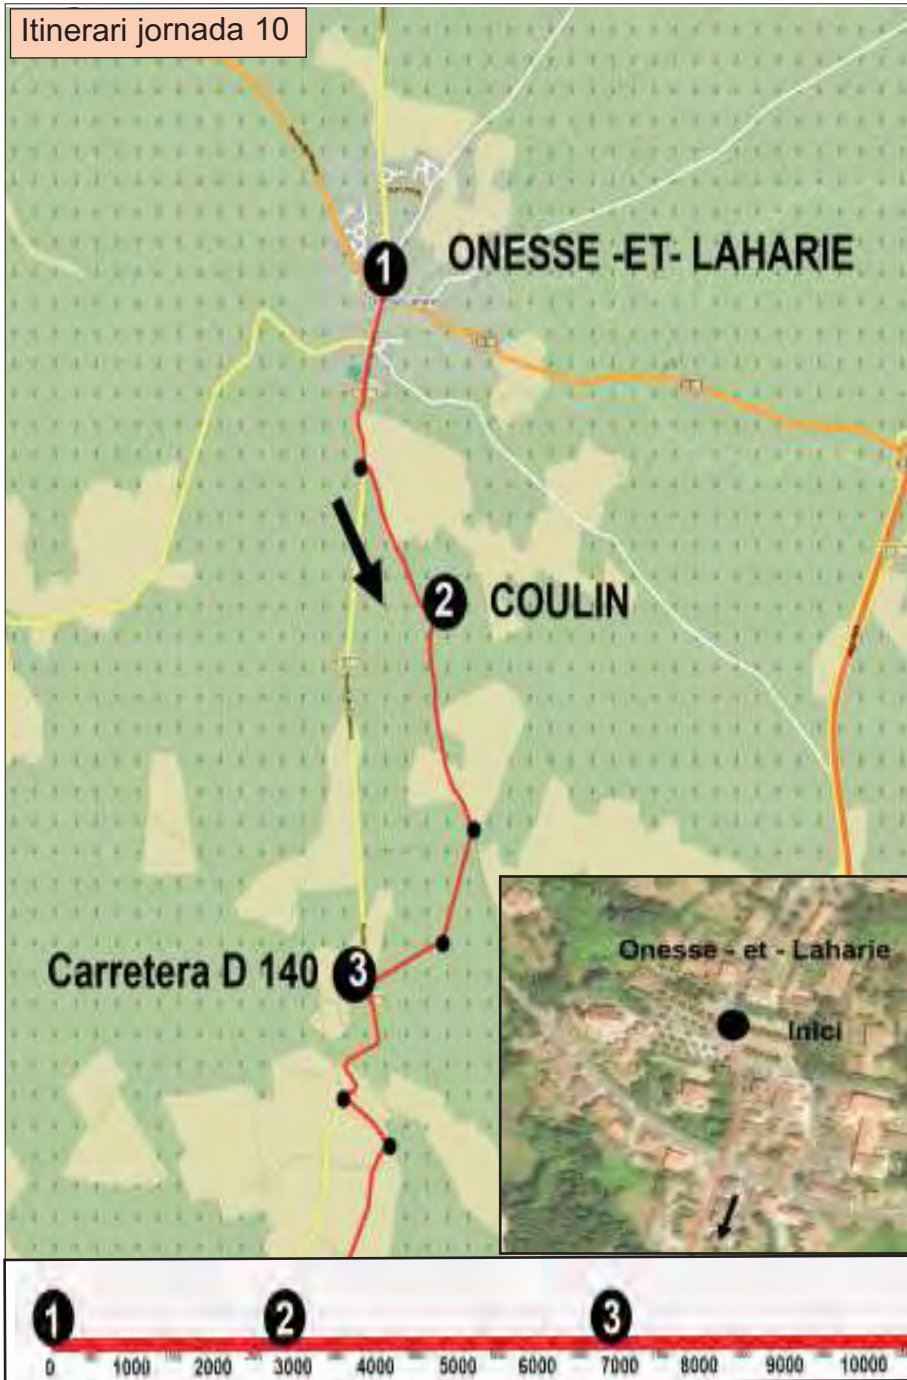 Itinerari jornada 10
1
ONESSE -ET- LAHARIE
2
COULIN
Carretera D 140
3
Onesse - et - Laharie
Inici
1
2
3
0 1000 2000 3000 4000 5000 6000 7000 8000 9000 10000